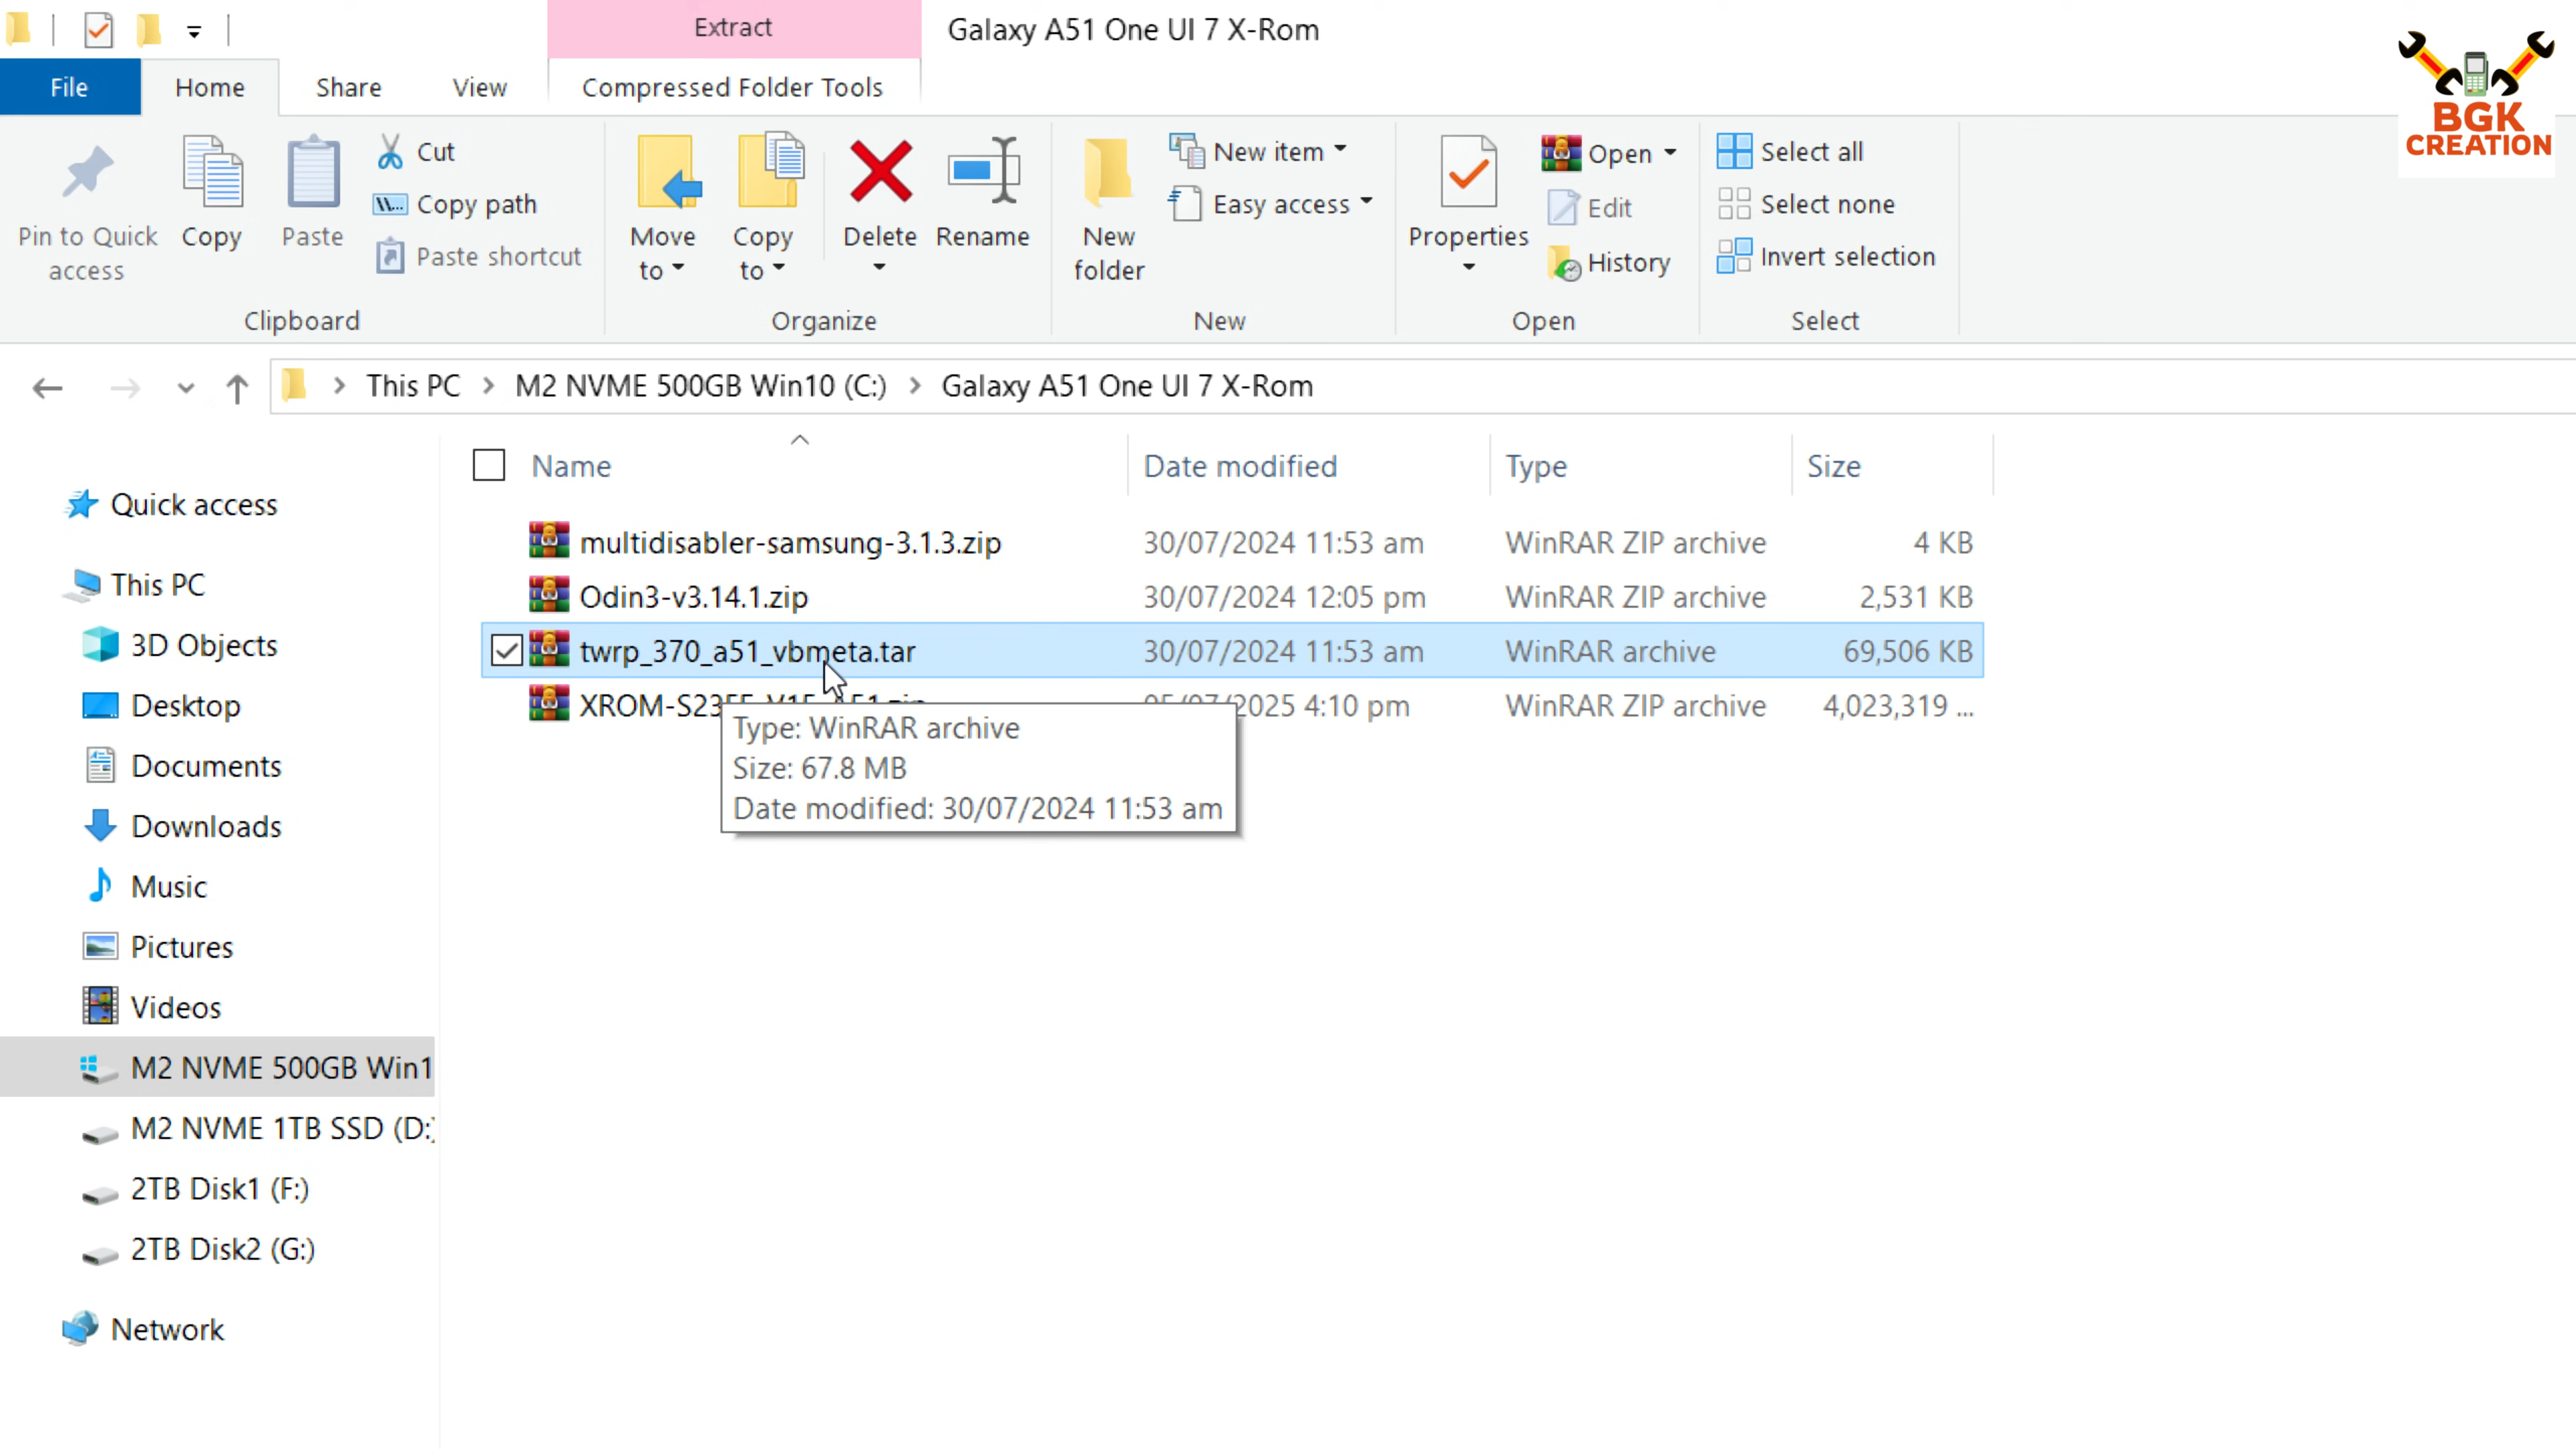 Extract
Galaxy A51 One UI 7 X-Rom
File
Home
Share
View
Compressed Folder Tools
BGK
CREATION
Pin to Quick
access
Copy
Paste
Cut
Copy path
Paste shortcut
Move
to
Copy
to
Delete
Rename
New
folder
New item
Easy access
Properties
Open
Edit
History
Select all
Select none
Invert selection
Clipboard
Organize
New
Open
Select
This PC > M2 NVME 500GB Win10 (C:) > Galaxy A51 One UI 7 X-Rom
Name Date modified Type Size
multidisabler-samsung-3.1.3.zip 30/07/2024 11:53 am WinRAR ZIP archive 4 KB
Odin3-v3.14.1.zip 30/07/2024 12:05 pm WinRAR ZIP archive 2,531 KB
twrp_370_a51_vbmeta.tar 30/07/2024 11:53 am WinRAR archive 69,506 KB
2025 4:10 pm WinRAR ZIP archive 4,023,319 ...
Type: WinRAR archive
Size: 67.8 MB
Date modified: 30/07/2024 11:53 am
Quick access
This PC
3D Objects
Desktop
Documents
Downloads
Music
Pictures
Videos
M2 NVME 500GB Win1
M2 NVME 1TB SSD (D:)
2TB Disk1 (F:)
2TB Disk2 (G:)
Network